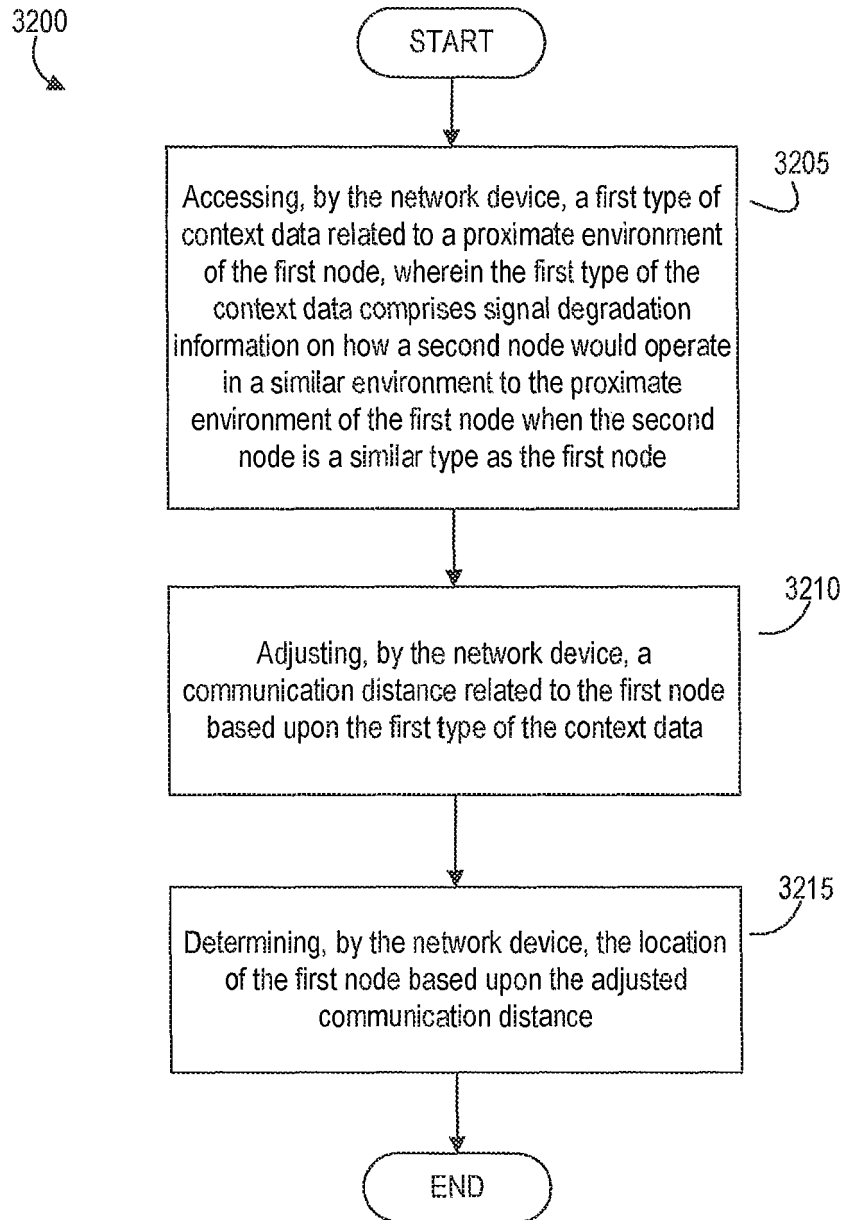 3200
START
3205
Accessing, by the network device, a first type of
context data related to a proximate environment
of the first node, wherein the first type of the
context data comprises signal degradation
information on how a second node would operate
in a similar environment to the proximate
environment of the first node when the second
node is a similar type as the first node
3210
Adjusting, by the network device, a
communication distance related to the first node
based upon the first type of the context data
3215
Determining, by the network device, the location
of the first node based upon the adjusted
communication distance
END